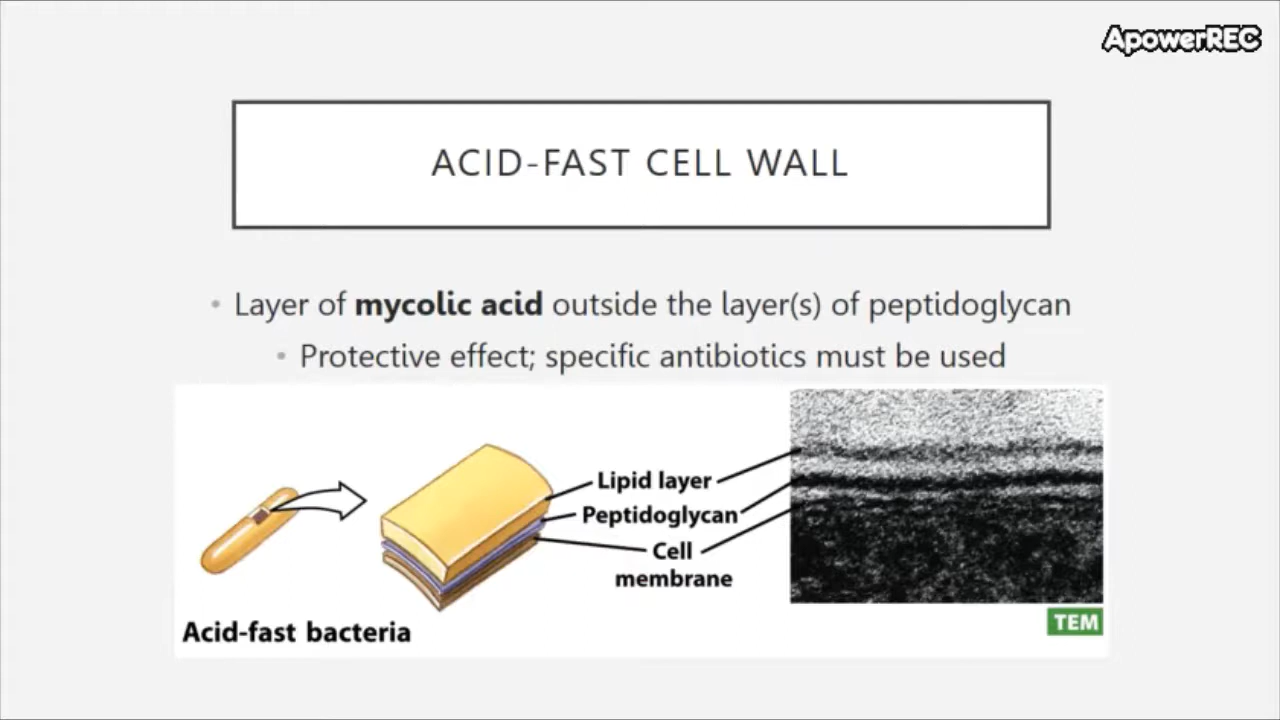 ApowerREC
ACID-FAST CELL WALL
• Layer of mycolic acid outside the layer(s) of peptidoglycan
• Protective effect; specific antibiotics must be used
Lipid layer
Peptidoglycan
Cell
membrane
TEM
Acid-fast bacteria